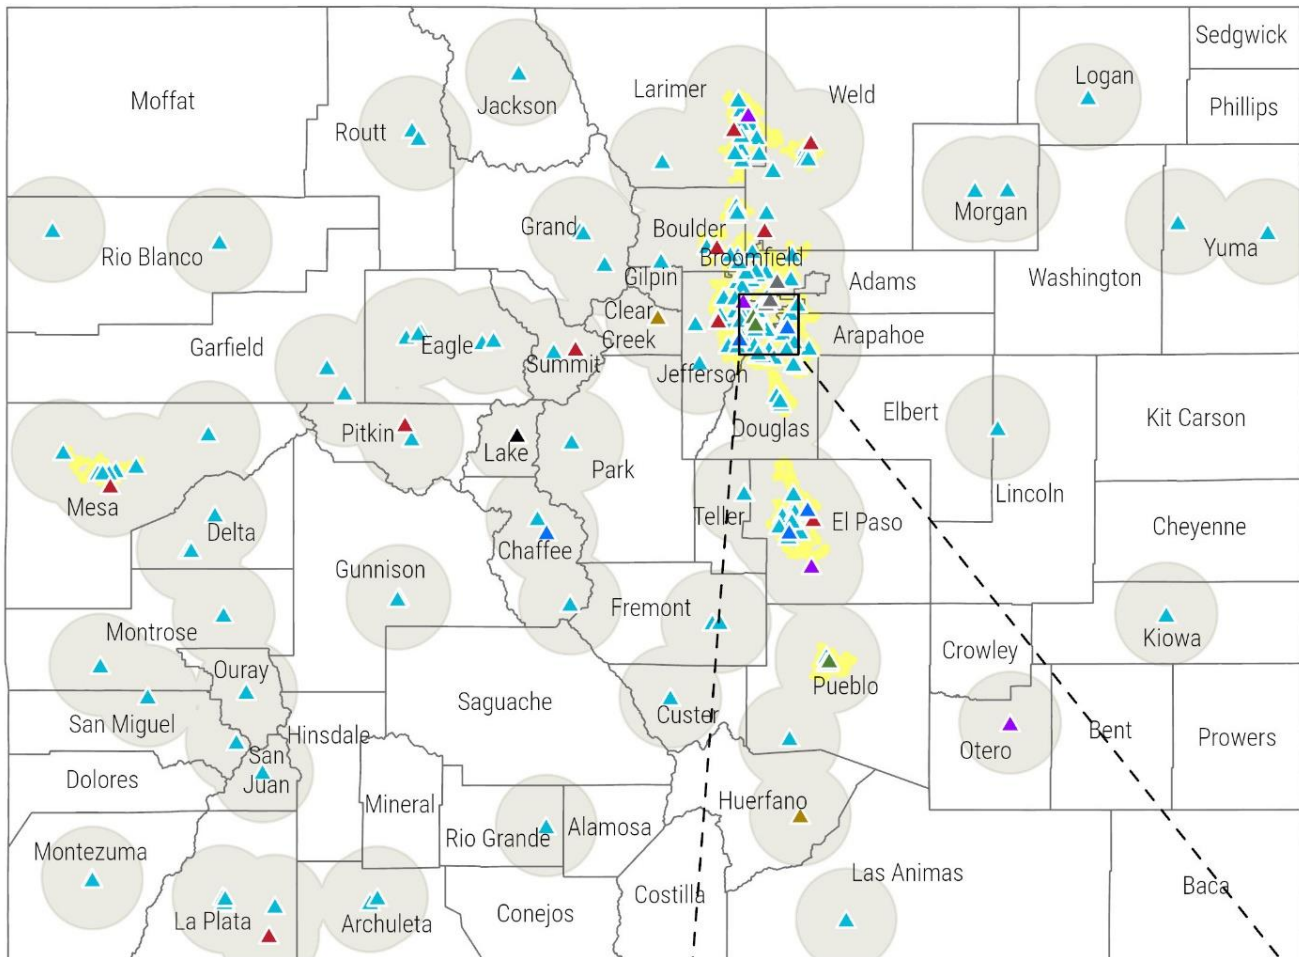 Sedgwick
Logan
Larimer
Weld
Moffat
Jackson
Phillips
Routt
Morgan
Grand
Boulder
Yuma
Rio Blanco
Broomfield
Gilpin
Adams
Washington
Clear
Creek
Arapahoe
Garfield
Eagle
Summit
Jefferson
Elbert
Kit Carson
Pitkin
Douglas
Lake
Park
Lincoln
Mesa
Teller
El Paso
Delta
Cheyenne
Chaffee
Gunnison
Fremont
Montrose
Kiowa
Crowley
Ouray
Pueblo
Saguache
Custer
San Miguel
Hinsdale
Otero
Bent
Prowers
San
Juan
Dolores
Mineral
Huerfano
Rio Grande
Alamosa
Montezuma
Las Animas
Costilla
Baca
La Plata
Archuleta
Conejos